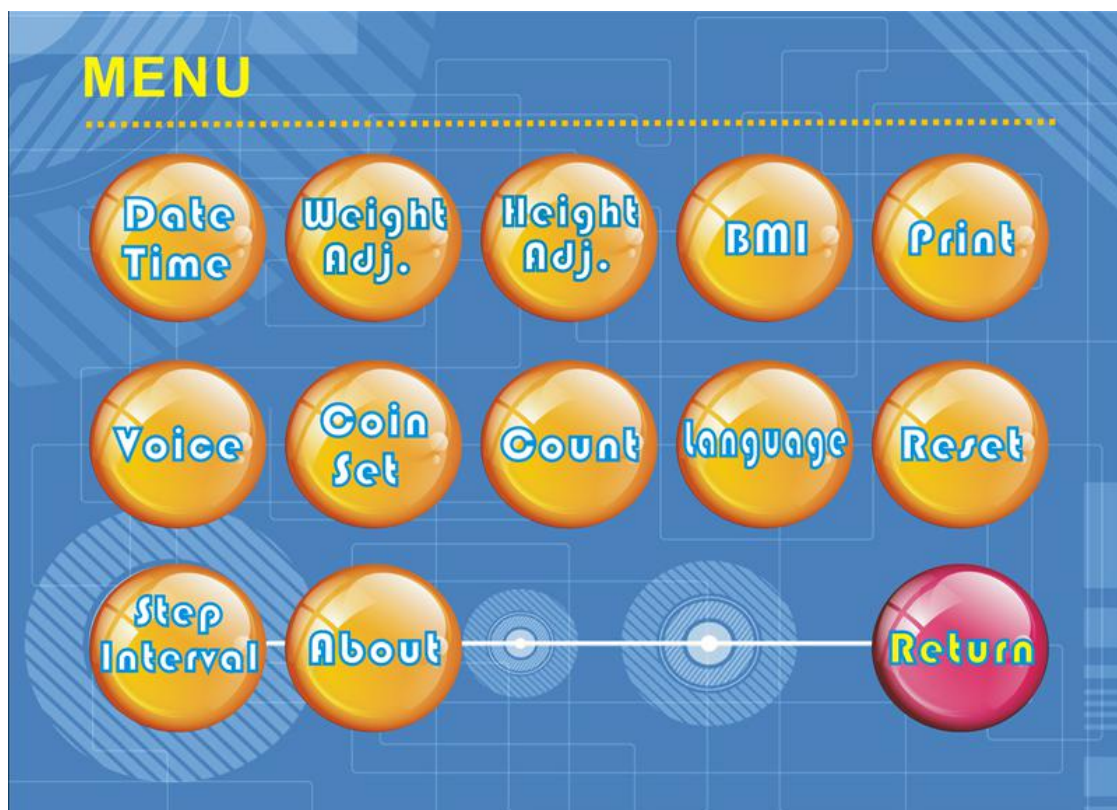 MENU
Date
Time
Weight
Adj.
Height
Adj.
BMI
Print
Voice
Coin
Set
Count
Language
Reset
Step
Interval
About
Return